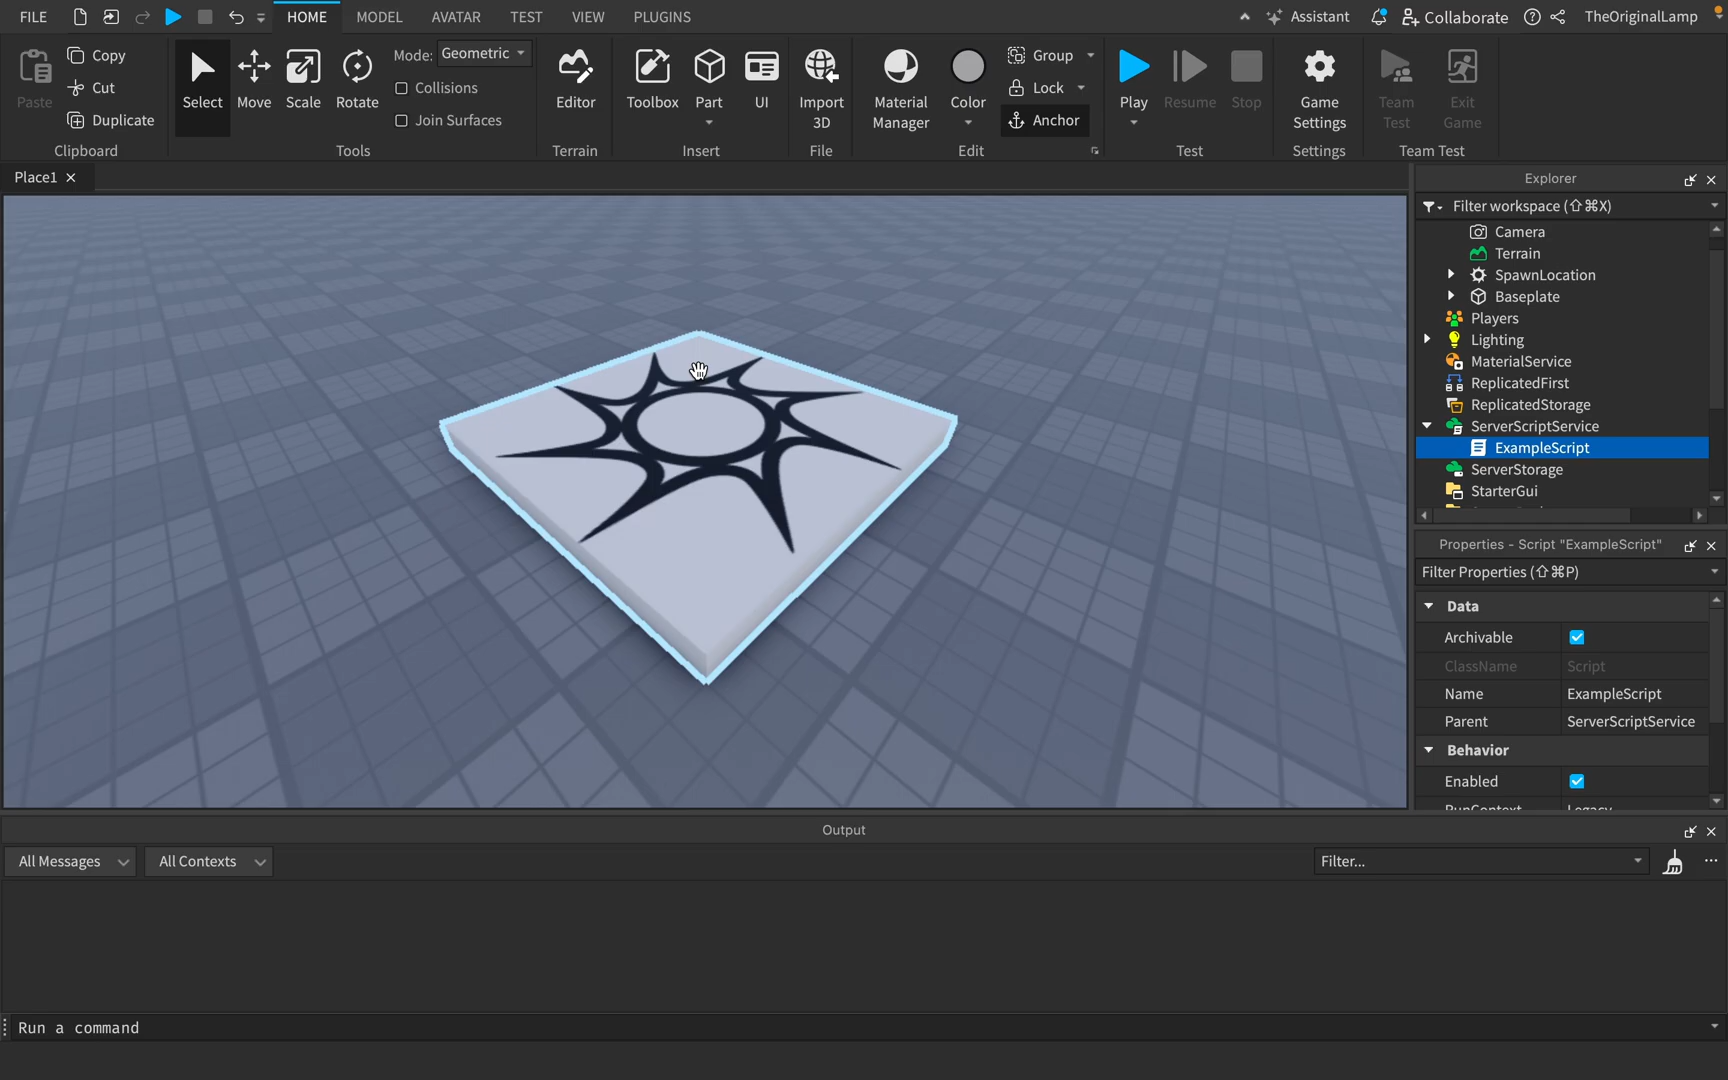 FILE
HOME
MODEL
AVATAR
TEST
VIEW
PLUGINS
Assistant
Collaborate
TheOriginalLamp
Paste
Copy
Cut
Duplicate
Clipboard
Select
Move
Scale
Rotate
Mode: Geometric
Collisions
Join Surfaces
Tools
Editor
Terrain
Toolbox
Part
UI
Insert
Import
3D
File
Material
Manager
Color
Group
Lock
Anchor
Edit
Play
Resume
Stop
Test
Game
Settings
Settings
Team
Test
Exit
Game
Team Test
Place1
Explorer
Filter workspace (⇧⌘X)
Camera
Terrain
SpawnLocation
Baseplate
Players
Lighting
MaterialService
ReplicatedFirst
ReplicatedStorage
ServerScriptService
ExampleScript
ServerStorage
StarterGui
Properties - Script "ExampleScript"
Filter Properties (⇧⌘P)
Data
Archivable
ClassName Script
Name ExampleScript
Parent ServerScriptService
Behavior
Enabled
RunContext Legacy
Output
All Messages
All Contexts
Filter...
Run a command